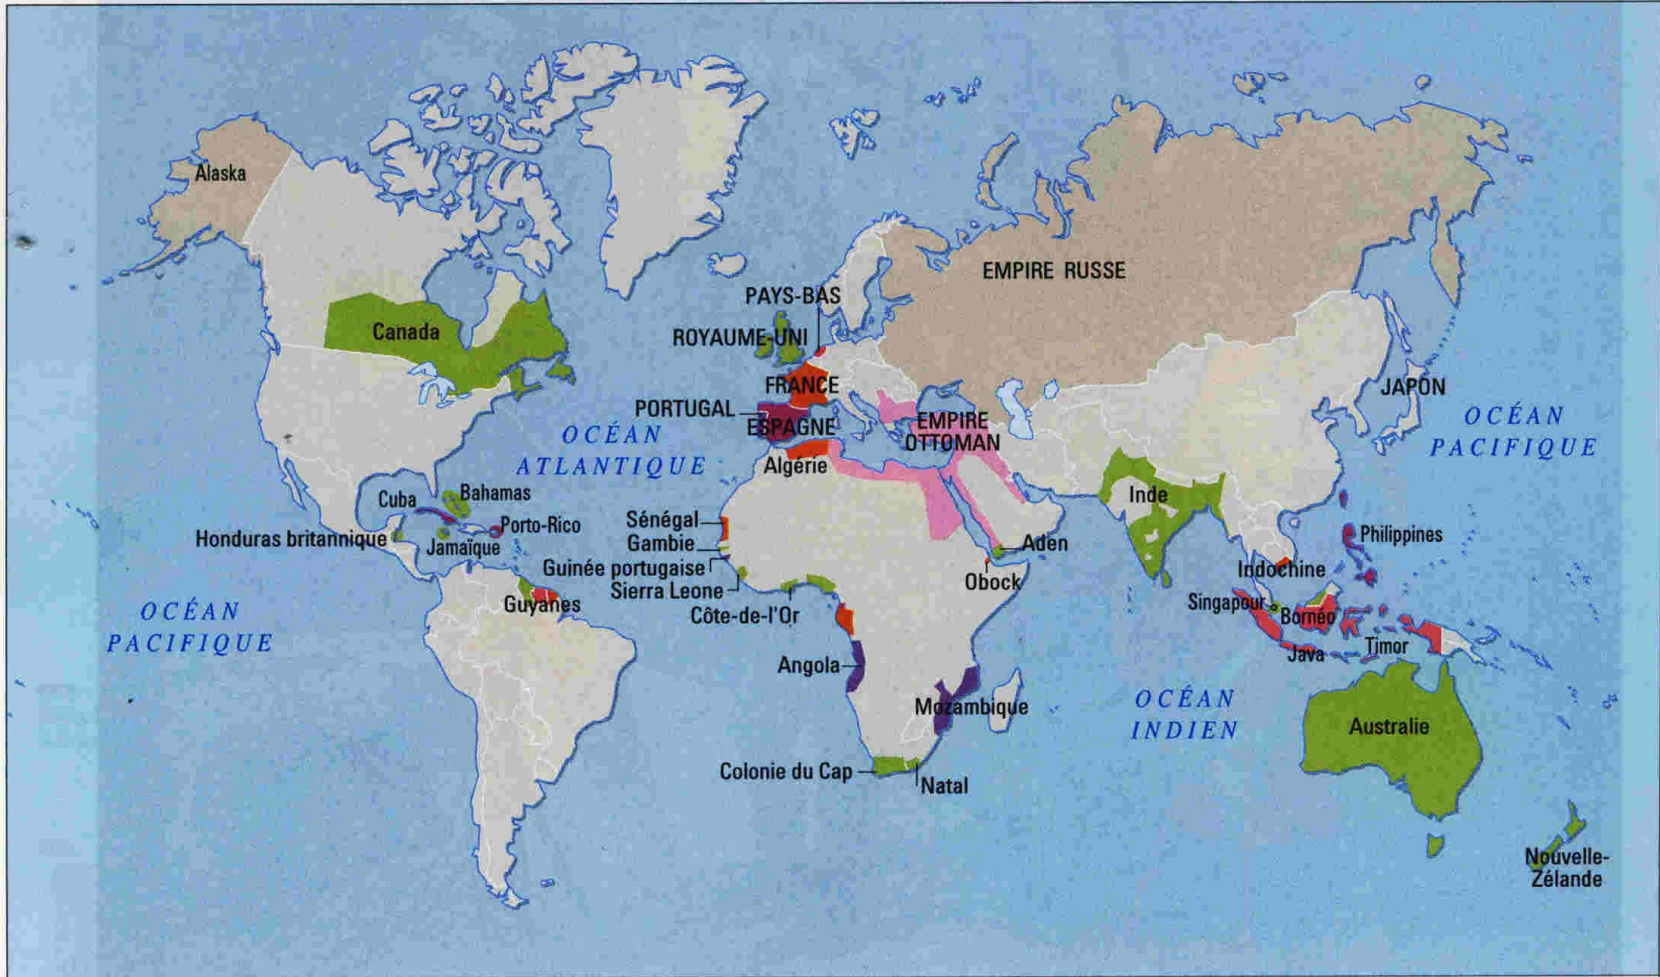 Alaska
EMPIRE RUSSE
PAYS-BAS
Canada
ROYAUME-UNI
FRANCE
JAPON
PORTUGAL
ESPAGNE
EMPIRE
OTTOMAN
OCÉAN
PACIFIQUE
OCÉAN
ATLANTIQUE
Algérie
Cuba
Bahamas
Inde
Porto-Rico
Sénégal
Honduras britannique
Jamaïque
Gambie
Aden
Philippines
Guinée portugaise
Obock
Indochine
Sierra Leone
Guyanes
Côte-de-l'Or
Singapour
Bornéo
OCÉAN
PACIFIQUE
Java
Timor
Angola
Mozambique
OCÉAN
INDIEN
Australie
Colonie du Cap
Natal
Nouvelle-
Zélande